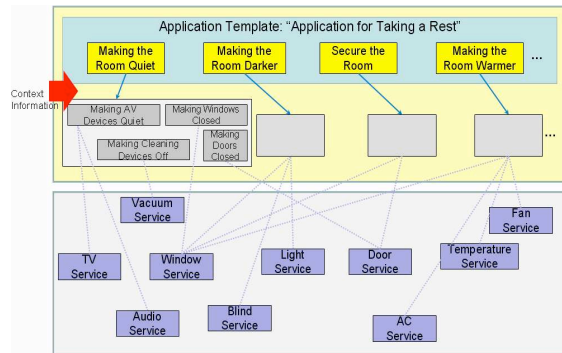 Application Template: “Application for Taking a Rest”
Making the
Room Quiet
Making the
Room Darker
Secure the
Room
Making the
Room Warmer
...
Context
Information
Making AV
Devices Quiet
Making Windows
Closed
Making Cleaning
Devices Off
Making
Doors
Closed
...
Vacuum
Service
Fan
Service
TV
Service
Window
Service
Light
Service
Door
Service
Temperature
Service
Audio
Service
Blind
Service
AC
Service